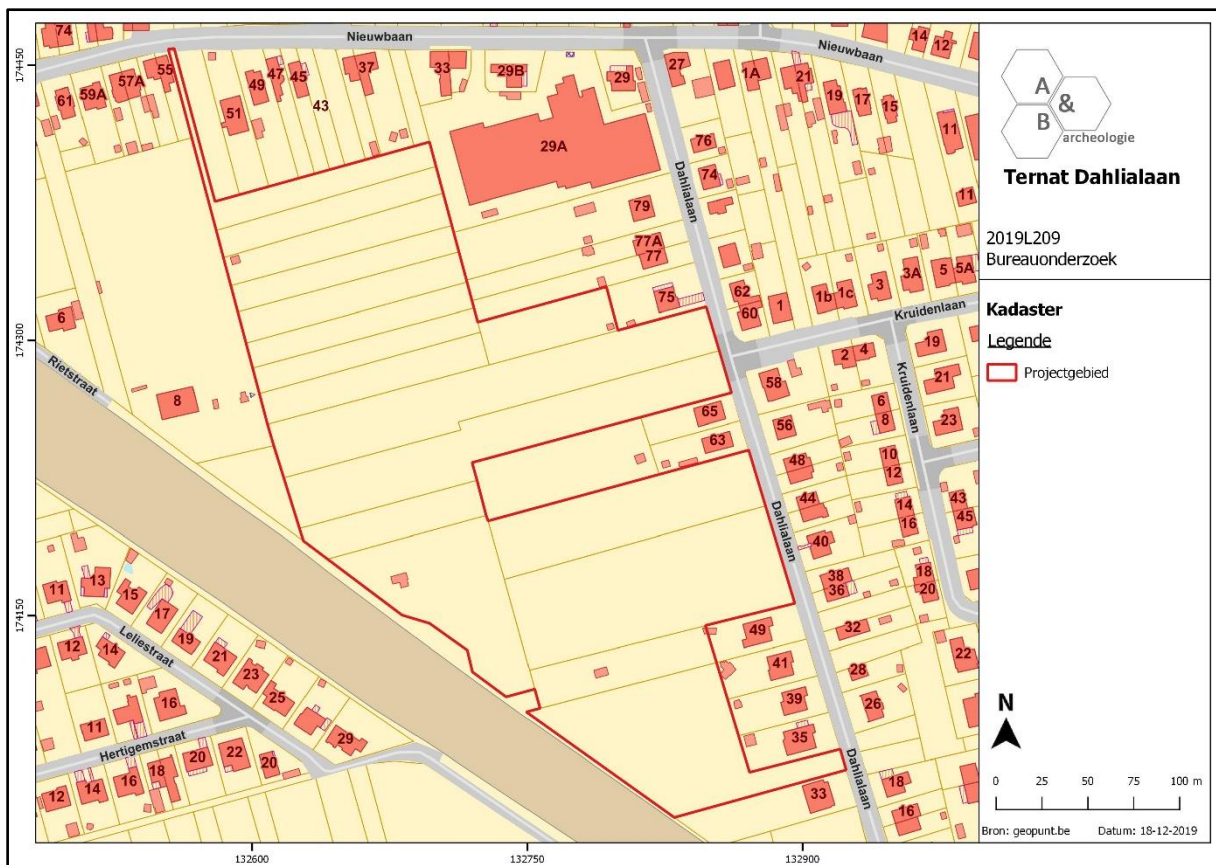 Nieuwbaan
Nieuwbaan
74
61
59A
57A
55
51
49
47
45
43
37
33
29B
29
29A
27
1A
21
19
17
15
14
12
11
11
76
74
79
77A
77
75
62
60
1
1b
1c
3
3A
5
5A
Dahlialaan
Kruidenlaan
6
8
Rietstraat
58
2
4
19
21
23
Kruidenlaan
65
63
56
48
44
40
38
36
32
28
26
6
8
10
12
14
16
18
20
43
45
22
Dahlialaan
49
41
39
35
33
Dahlialaan
18
16
11
13
15
17
19
21
23
25
29
12
14
16
11
Leliestraat
Hertigemstraat
12
14
16
18
20
22
20
174450
174300
174150
132600
132750
132900
A
&
B
archeologie
Ternat Dahlialaan
2019L209
Bureauonderzoek
Kadaster
Legende
Projectgebied
N
0 25 50 75 100 m
Bron: geopunt.be Datum: 18-12-2019